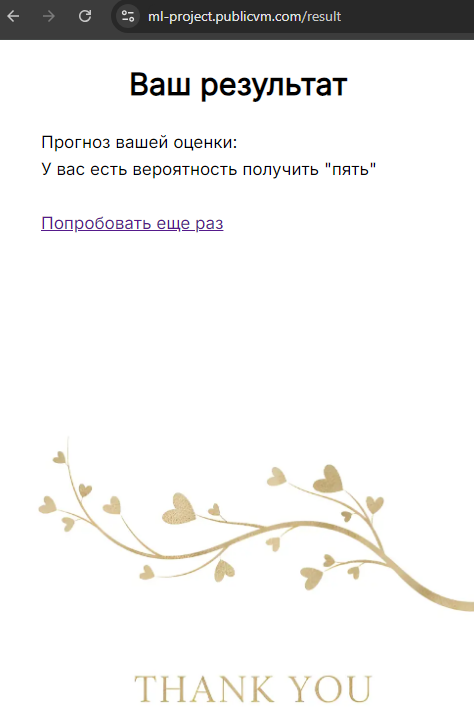 ml-project.publicvm.com/result
Ваш результат
Прогноз вашей оценки:
У вас есть вероятность получить "пять"
Попробовать еще раз
THANK YOU